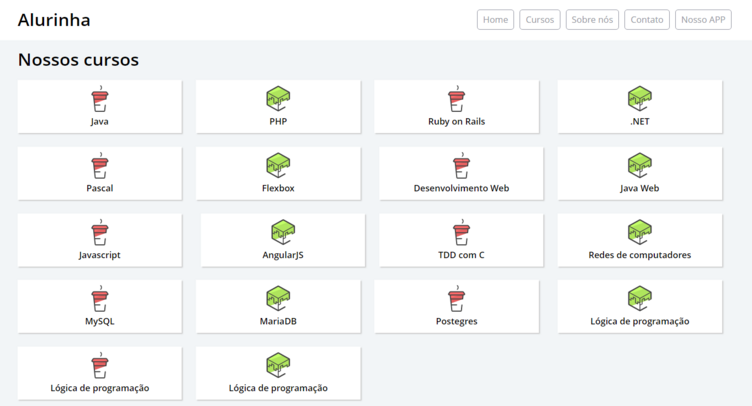 Alurinha
Home Cursos Sobre nós Contato Nosso APP
Nossos cursos
Java PHP Ruby on Rails .NET
Pascal Flexbox Desenvolvimento Web Java Web
Javascript AngularJS TDD com C Redes de computadores
MySQL MariaDB Postegres Lógica de programação
Lógica de programação Lógica de programação